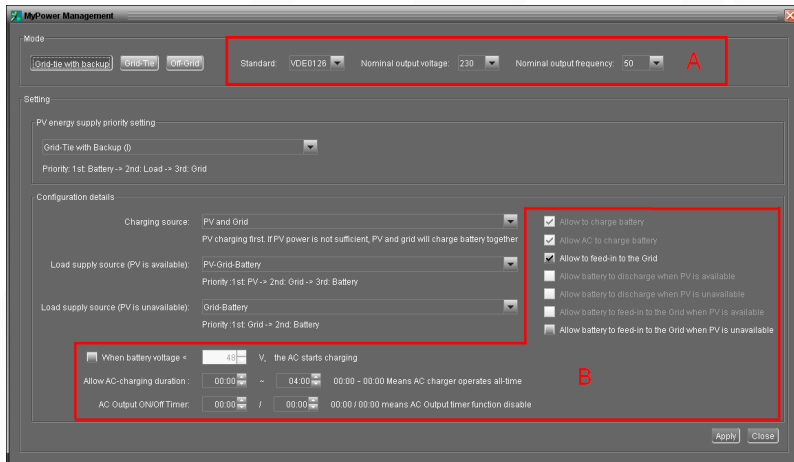 MyPower Management
Mode
Grid-tie with backup Grid-Tie Off-Grid Standard: VDE0126 Nominal output voltage: 230 Nominal output frequency: 50 A
Setting
PV energy supply priority setting
Grid-Tie with Backup (I)
Priority: 1st: Battery -> 2nd: Load -> 3rd: Grid
Configuration details
Charging source: PV and Grid
PV charging first. If PV power is not sufficient, PV and grid will charge battery together
Load supply source (PV is available): PV-Grid-Battery
Priority :1st: PV -> 2nd: Grid -> 3rd: Battery
Load supply source (PV is unavailable): Grid-Battery
Priority :1st: Grid -> 2nd: Battery
Allow to charge battery
Allow AC to charge battery
Allow to feed-in to the Grid
Allow battery to discharge when PV is available
Allow battery to discharge when PV is unavailable
Allow battery to feed-in to the Grid when PV is available
Allow battery to feed-in to the Grid when PV is unavailable
When battery voltage < 48 V, the AC starts charging
Allow AC-charging duration : 00:00 – 04:00 00:00 - 00:00 Means AC charger operates all-time
B
AC Output ON/Off Timer: 00:00 / 00:00 00:00 / 00:00 means AC Output timer function disable
Apply Close